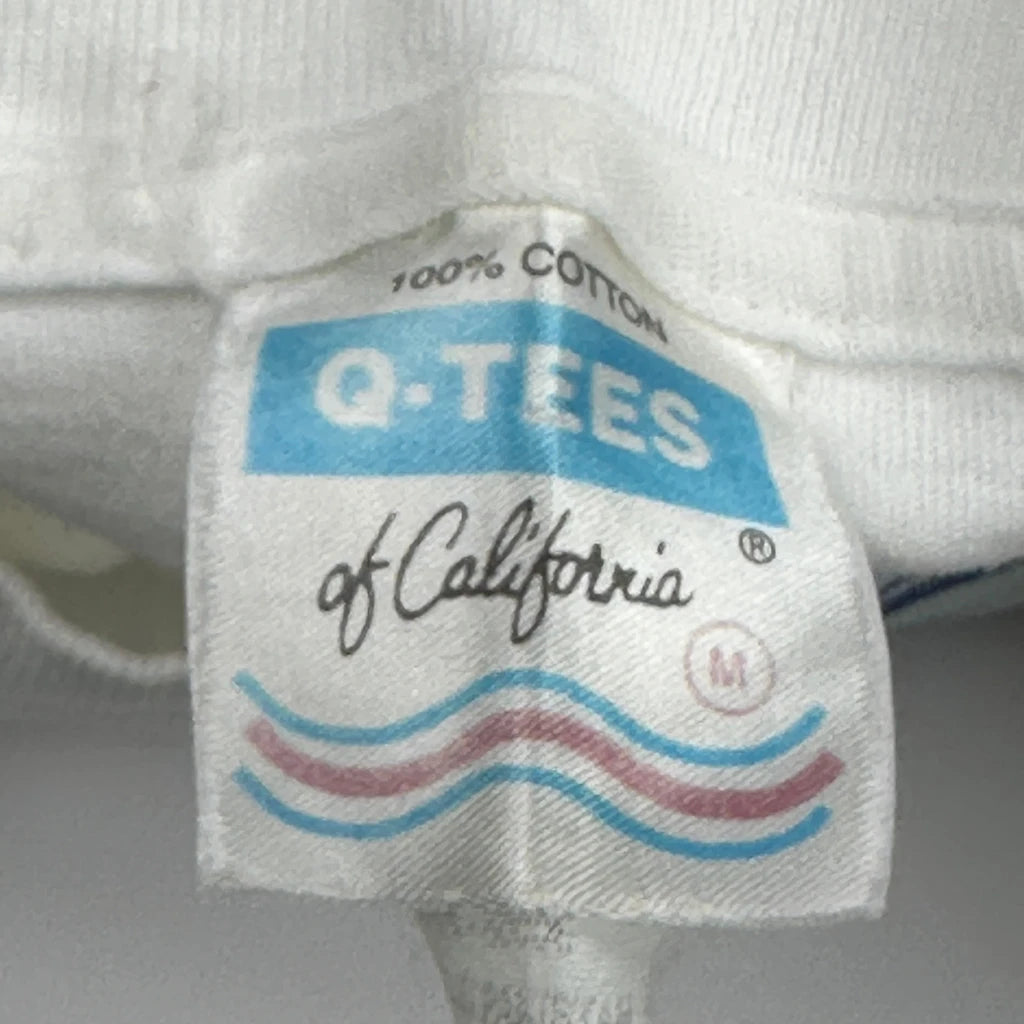 100% COTTON
Q-TEES
of California
®
M